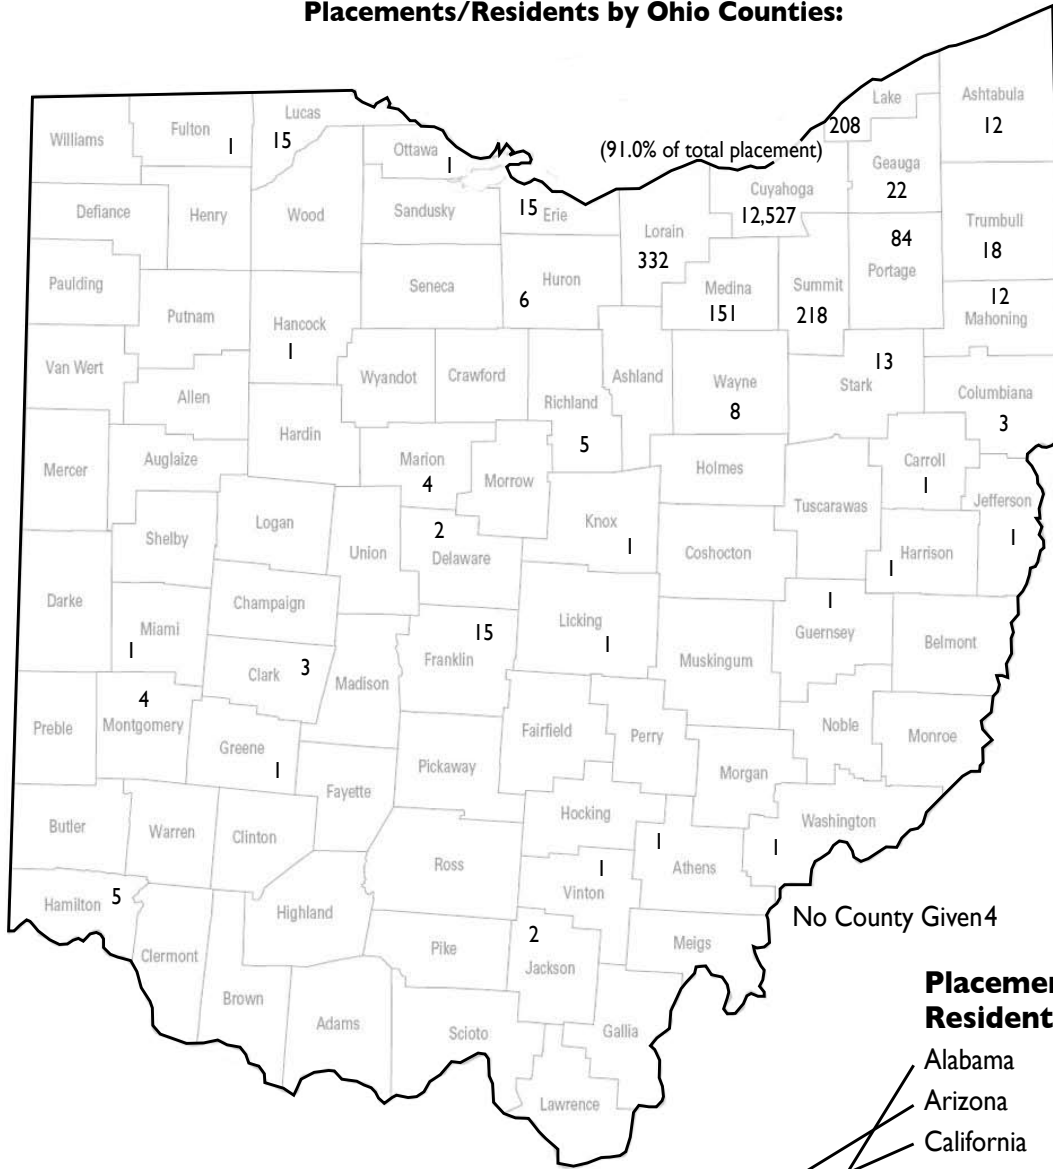 Placements/Residents by Ohio Counties:
Williams
Fulton
1
Lucas
15
Ottawa
1
(91.0% of total placement)
Lake
208
Ashtabula
12
Geauga
22
Cuyahoga
12,527
Defiance
Henry
Wood
Sandusky
15
Erie
Lorain
332
Trumbull
18
84
Portage
Paulding
Putnam
Hancock
1
Seneca
Huron
6
Medina
151
Summit
218
12
Mahoning
Van Wert
Allen
Wyandot
Crawford
Richland
5
Ashland
Wayne
8
13
Stark
Columbiana
3
Mercer
Auglaize
Hardin
Marion
4
Morrow
Holmes
Carroll
1
Jefferson
1
Shelby
Logan
Union
2
Delaware
Knox
1
Coshocton
Tuscarawas
Harrison
1
Darke
Miami
1
Champaign
Clark
3
Madison
15
Franklin
Licking
1
Muskingum
1
Guernsey
Belmont
Preble
4
Montgomery
Greene
1
Fayette
Pickaway
Fairfield
Perry
Morgan
Noble
Monroe
Butler
Warren
Clinton
Ross
Hocking
1
Athens
1
Washington
Hamilton
5
Highland
1
Vinton
Clermont
Brown
Adams
Pike
2
Jackson
Meigs
No County Given 4
Scioto
Gallia
Lawrence
Placemen
Resident
Alabama
Arizona
California